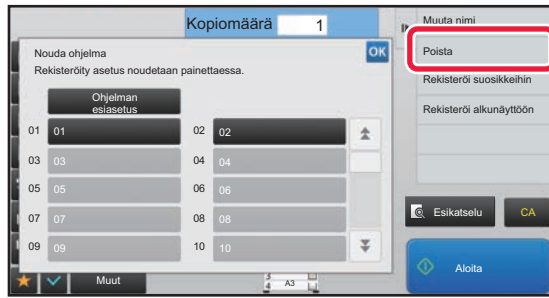 Kopiomäärä 1
Muuta nimi
Nouda ohjelma
OK
Poista
Rekisteröity asetus noudetaan painettaessa.
Rekisteröi suosikkeihin
Ohjelman
esiasetus
Rekisteröi alkunäyttöön
01 01 02 02
03 03 04 04
05 05 06 06
07 07 08 08
Esikatselu CA
09 09 10 10
Muut
A3
4
Aloita